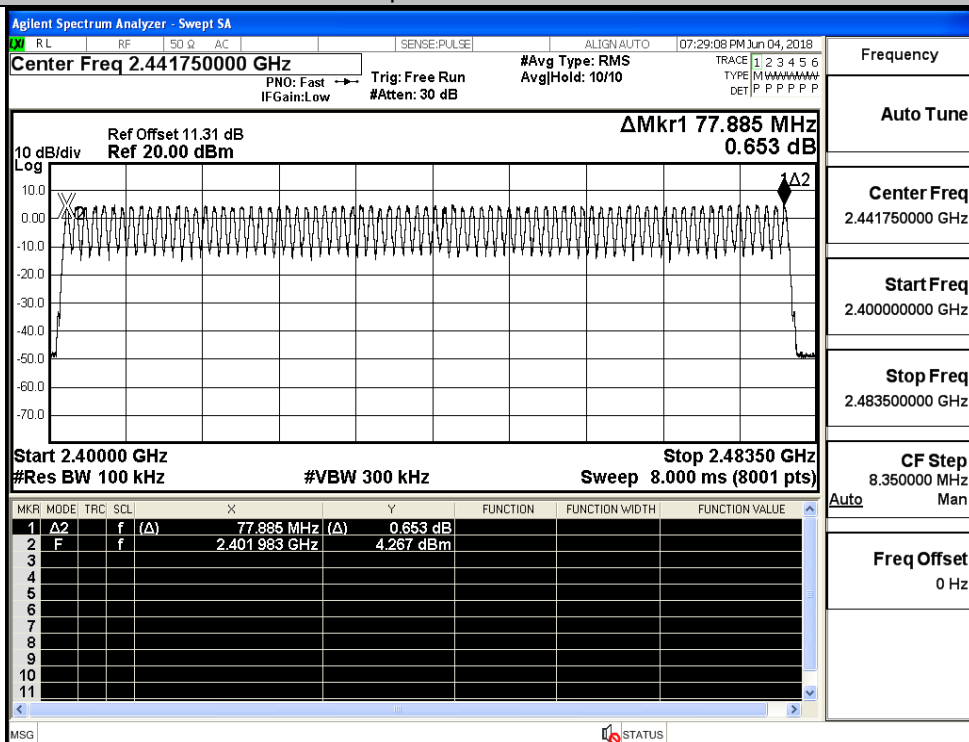 Agilent Spectrum Analyzer - Swept SA
LXI RL RF 50 Ω AC SENSE:PULSE ALIGN AUTO 07:29:08 PM Jun 04, 2018
Center Freq 2.441750000 GHz
PNO: Fast
IFGain:Low
Trig: Free Run
#Atten: 30 dB
#Avg Type: RMS
Avg|Hold: 10/10
TRACE 1 2 3 4 5 6
TYPE M
DET P P P P P P
Ref Offset 11.31 dB
Ref 20.00 dBm
10 dB/div
Log
ΔMkr1 77.885 MHz
0.653 dB
10.0
0.00
-10.0
-20.0
-30.0
-40.0
-50.0
-60.0
-70.0
1Δ2
2
Start 2.40000 GHz Stop 2.48350 GHz
#Res BW 100 kHz #VBW 300 kHz Sweep 8.000 ms (8001 pts)
MKR MODE TRC SCL X Y FUNCTION FUNCTION WIDTH FUNCTION VALUE
1 Δ2 f (Δ) 77.885 MHz (Δ) 0.653 dB
2 F f 2.401 983 GHz 4.267 dBm
3
4
5
6
7
8
9
10
11
MSG STATUS
Frequency
Auto Tune
Center Freq
2.441750000 GHz
Start Freq
2.400000000 GHz
Stop Freq
2.483500000 GHz
CF Step
8.350000 MHz
Auto Man
Freq Offset
0 Hz